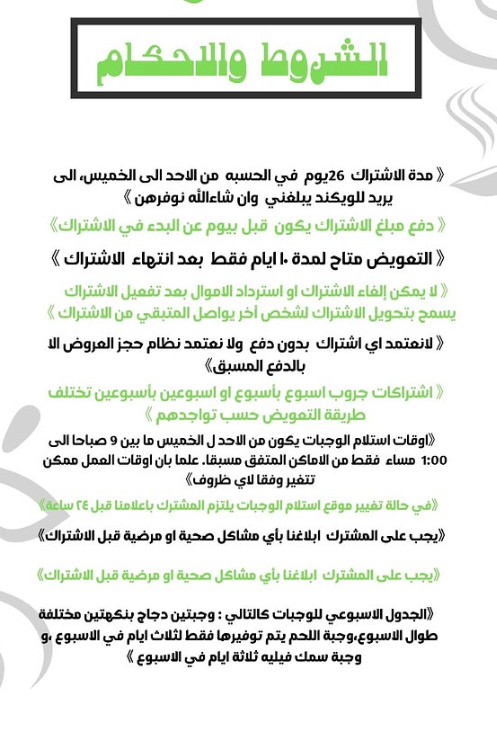 الشروط والاحكام
《 مدة الاشتراك 26يوم في الحسبه من الاحد الى الخميس، الى
يريد للويكند يبلغني وان شاءالله نوفرهن 》
《 دفع مبلغ الاشتراك يكون قبل بيوم عن البدء في الاشتراك》
《 التعويض متاح لمدة ١٠ ايام فقط بعد انتهاء الاشتراك 》
《 لا يمكن إلغاء الاشتراك او استرداد الاموال بعد تفعيل الاشتراك
يسمح بتحويل الاشتراك لشخص أخر يواصل المتبقي من الاشتراك 》
《 لانعتمد اي اشتراك بدون دفع ولا نعتمد نظام حجز العروض الا
بالدفع المسبق》
《 اشتراكات جروب اسبوع بأسبوع او اسبوعين بأسبوعين تختلف
طريقة التعويض حسب تواجدهم 》
《اوقات استلام الوجبات يكون من الاحد ل الخميس ما بين 9 صباحا الى
1:00 مساء فقط من الاماكن المتفق مسبقا. علما بان اوقات العمل ممكن
تتغير وفقا لاي ظروف》
《في حالة تغيير موقع استلام الوجبات يلتزم المشترك باعلامنا قبل ٢٤ ساعة》
《يجب على المشترك ابلاغنا بأي مشاكل صحية او مرضية قبل الاشتراك》
《يجب على المشترك ابلاغنا بأي مشاكل صحية او مرضية قبل الاشتراك》
《الجدول الاسبوعي للوجبات كالتالي : وجبتين دجاج بنكهتين مختلفة
طوال الاسبوع،وجبة اللحم يتم توفيرها فقط لثلاث ايام في الاسبوع ،و
وجبة سمك فيليه ثلاثة ايام في الاسبوع 》